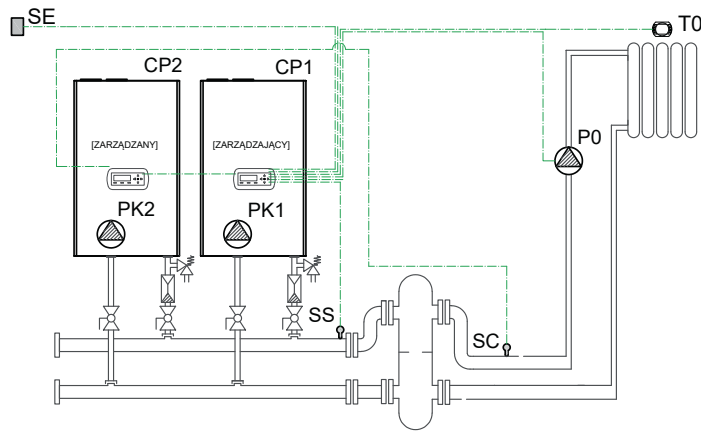 SE
T0
CP2
CP1
[ZARZĄDZANY]
[ZARZĄDZAJĄCY]
P0
PK2
PK1
SS
SC